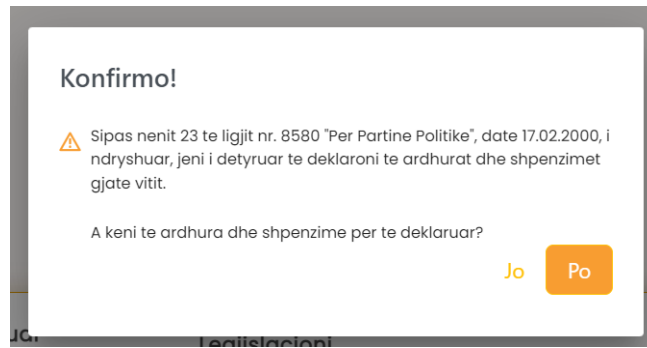 Konfirmo!
Sipas nenit 23 te ligjit nr. 8580 "Per Partine Politike", date 17.02.2000, i
ndryshuar, jeni i detyruar te deklaroni te ardhurat dhe shpenzimet
gjate vitit.
A keni te ardhura dhe shpenzime per te deklaruar?
Jo Po
Legjislacioni